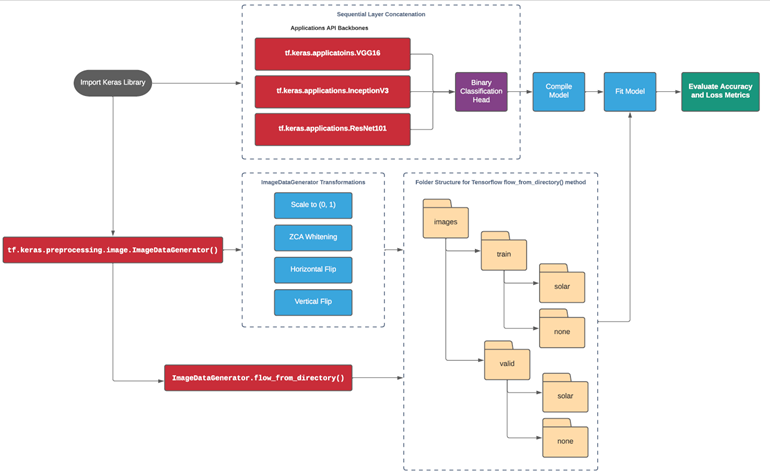 Sequential Layer Concatenation
Applications API Backbones
tf.keras.applicatoins.VGG16
tf.keras.applications.InceptionV3
tf.keras.applications.ResNet101
Import Keras Library
Binary
Classification
Head
Compile
Model
Fit Model
Evaluate Accuracy
and Loss Metrics
ImageDataGenerator Transformations
Scale to (0, 1)
ZCA Whitening
Horizontal Flip
Vertical Flip
Folder Structure for Tensorflow flow_from_directory() method
images
train
solar
none
valid
solar
none
tf.keras.preprocessing.image.ImageDataGenerator()
ImageDataGenerator.flow_from_directory()